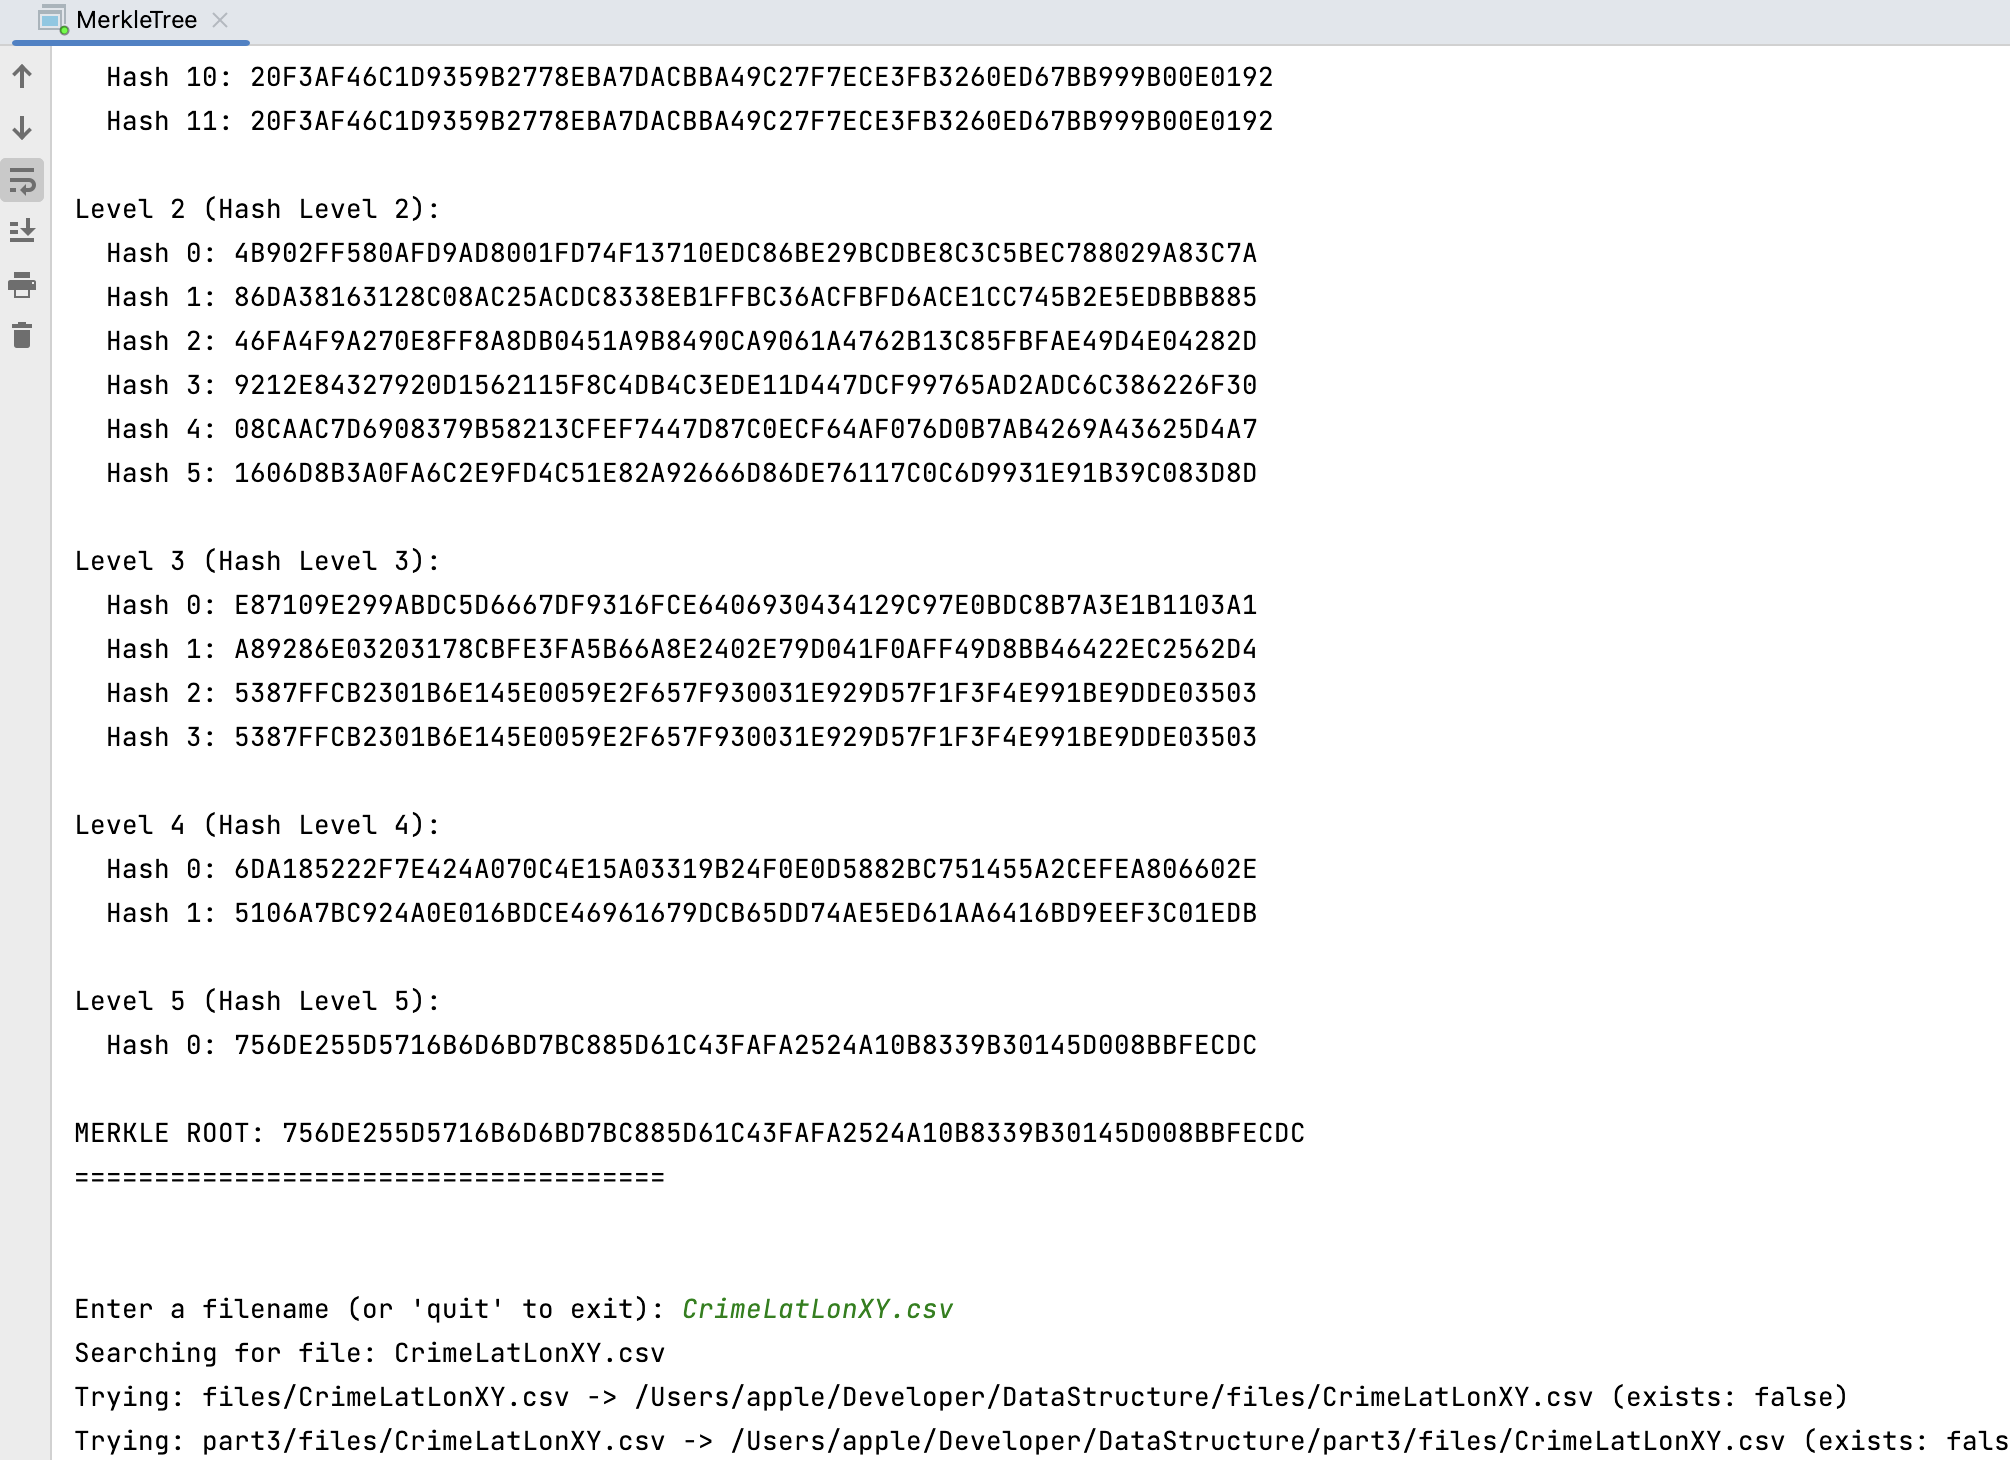 MerkleTree
Hash 10: 20F3AF46C1D9359B2778EBA7DACBBA49C27F7ECE3FB3260ED67BB999B00E0192
Hash 11: 20F3AF46C1D9359B2778EBA7DACBBA49C27F7ECE3FB3260ED67BB999B00E0192
Level 2 (Hash Level 2):
Hash 0: 4B902FF580AFD9AD8001FD74F13710EDC86BE29BCDBE8C3C5BEC788029A83C7A
Hash 1: 86DA38163128C08AC25ACDC8338EB1FFBC36ACFBFD6ACE1CC745B2E5EDBBB885
Hash 2: 46FA4F9A270E8FF8A8DB0451A9B8490CA9061A4762B13C85FBFAE49D4E04282D
Hash 3: 9212E84327920D1562115F8C4DB4C3EDE11D447DCF99765AD2ADC6C386226F30
Hash 4: 08CAAC7D6908379B58213CFEF7447D87C0ECF64AF076D0B7AB4269A43625D4A7
Hash 5: 1606D8B3A0FA6C2E9FD4C51E82A92666D86DE76117C0C6D9931E91B39C083D8D
Level 3 (Hash Level 3):
Hash 0: E87109E299ABDC5D6667DF9316FCE6406930434129C97E0BDC8B7A3E1B1103A1
Hash 1: A89286E03203178CBFE3FA5B66A8E2402E79D041F0AFF49D8BB46422EC2562D4
Hash 2: 5387FFCB2301B6E145E0059E2F657F930031E929D57F1F3F4E991BE9DDE03503
Hash 3: 5387FFCB2301B6E145E0059E2F657F930031E929D57F1F3F4E991BE9DDE03503
Level 4 (Hash Level 4):
Hash 0: 6DA185222F7E424A070C4E15A03319B24F0E0D5882BC751455A2CEFEA806602E
Hash 1: 5106A7BC924A0E016BDCE46961679DCB65DD74AE5ED61AA6416BD9EEF3C01EDB
Level 5 (Hash Level 5):
Hash 0: 756DE255D5716B6D6BD7BC885D61C43FAFA2524A10B8339B30145D008BBFECDC
MERKLE ROOT: 756DE255D5716B6D6BD7BC885D61C43FAFA2524A10B8339B30145D008BBFECDC
=====================================
Enter a filename (or 'quit' to exit): CrimeLatLonXY.csv
Searching for file: CrimeLatLonXY.csv
Trying: files/CrimeLatLonXY.csv -> /Users/apple/Developer/DataStructure/files/CrimeLatLonXY.csv (exists: false)
Trying: part3/files/CrimeLatLonXY.csv -> /Users/apple/Developer/DataStructure/part3/files/CrimeLatLonXY.csv (exists: fals